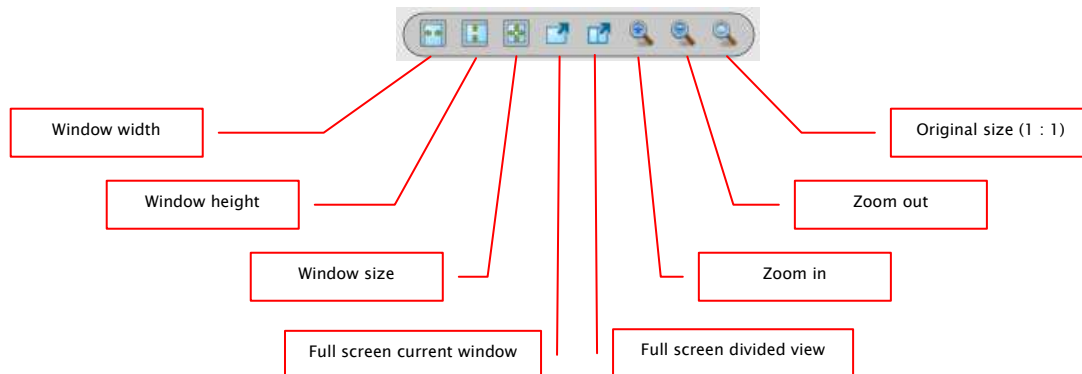 Window width
Original size (1 : 1)
Window height
Zoom out
Window size
Zoom in
Full screen current window
Full screen divided view